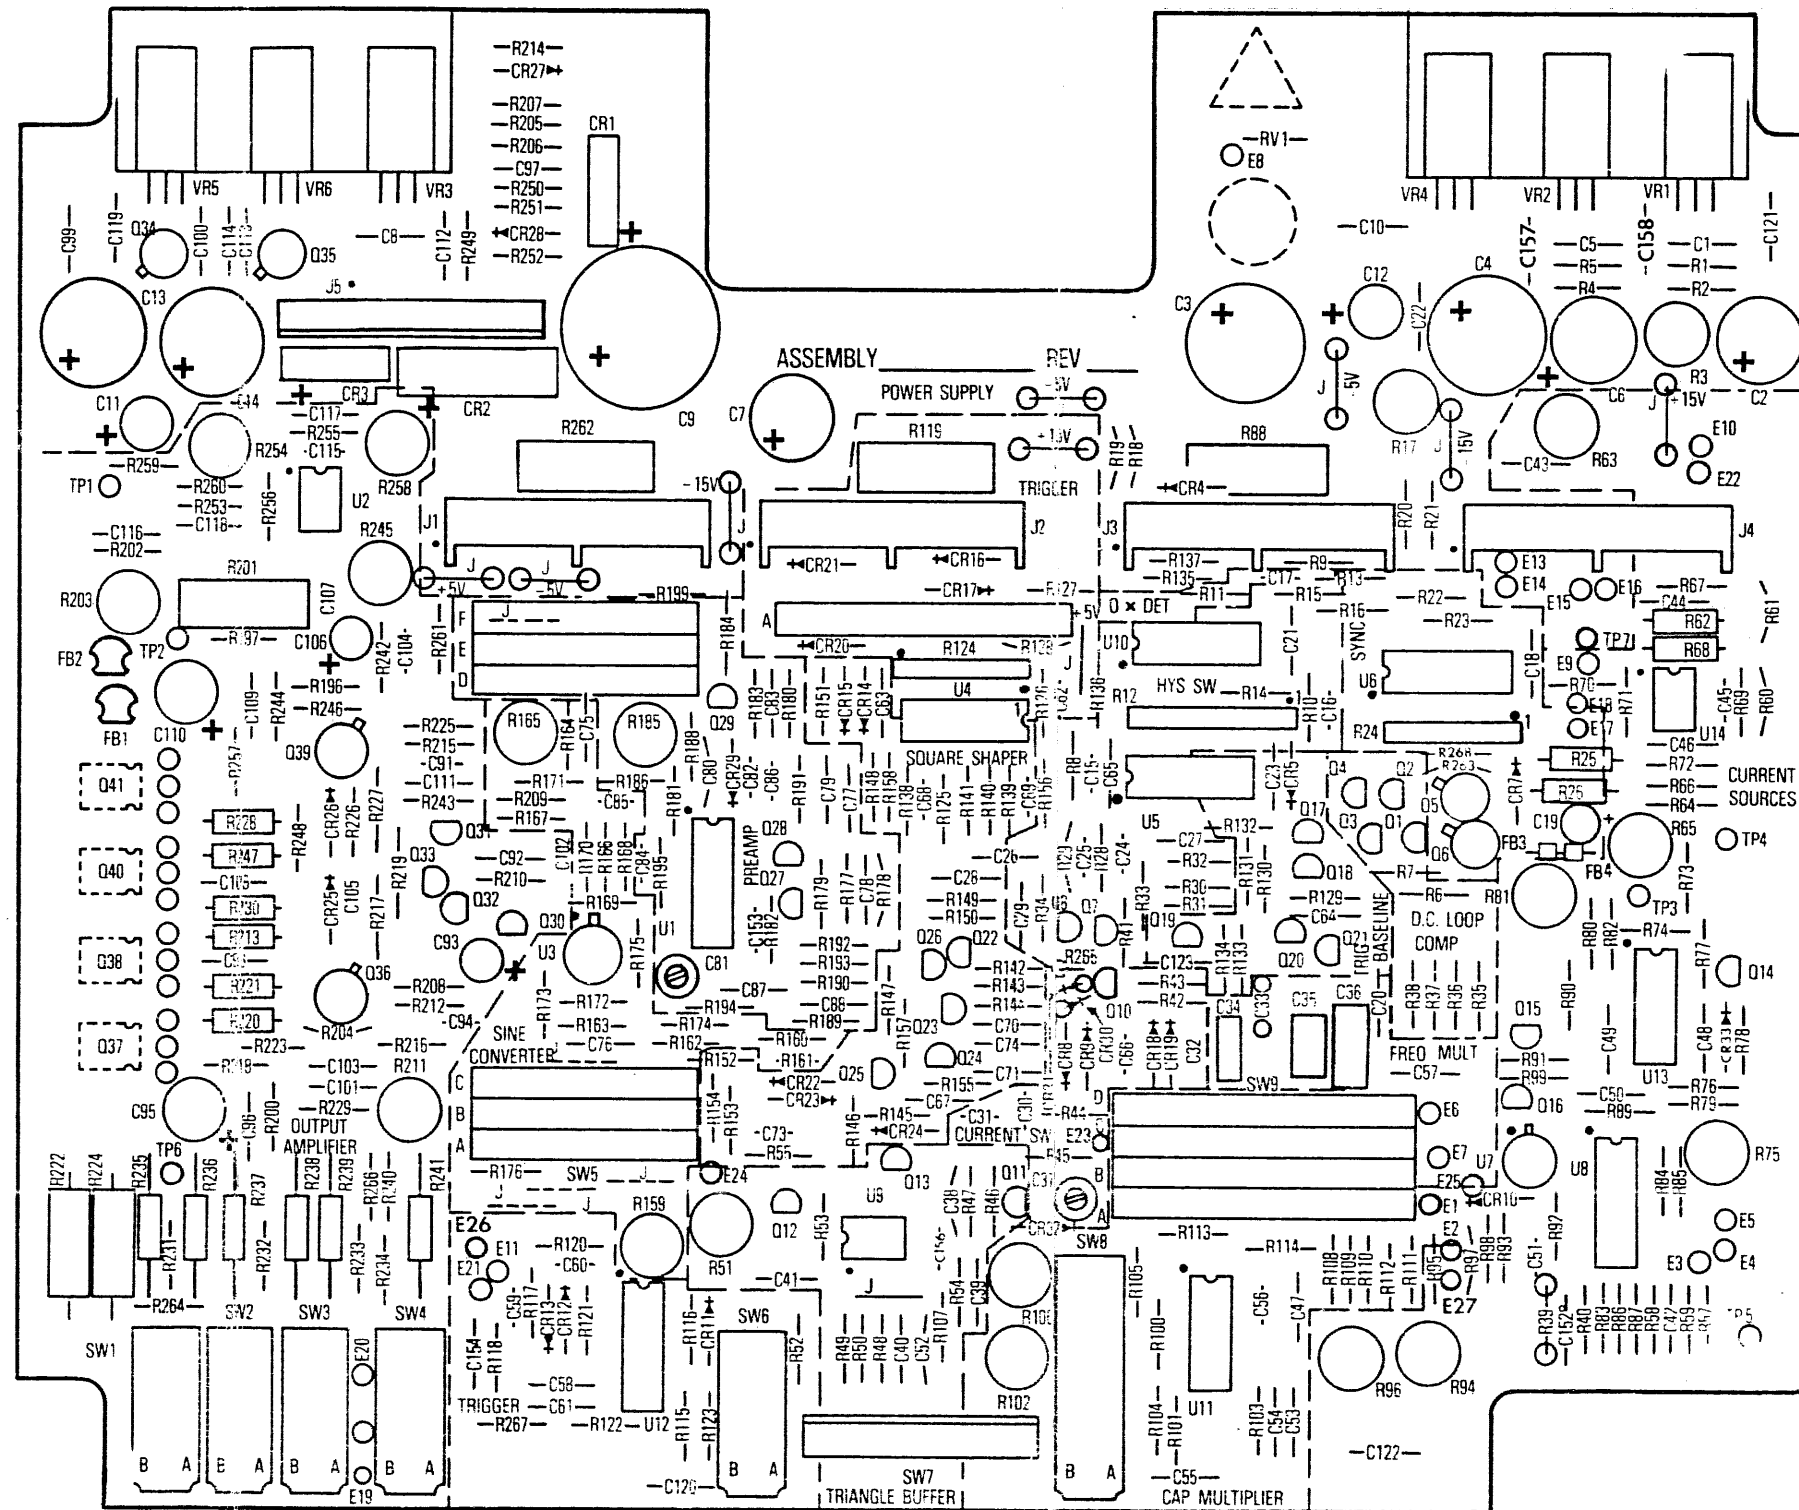 R214
CR27
R207
R205
R206
C97
R250
R251
CR28
R252
CR1
RV1
E8
VR5
VR6
VR3
VR4
VR2
VR1
C99
C119
Q34
C100
C114
Q35
C8
C112
R249
C10
C157
C5
C158
C1
C121
R5
R1
R4
R2
C13
J5
C3
C12
C22
C4
ASSEMBLY
REV
POWER SUPPLY
CR3
CR2
C9
C7
J
-5V
C6
R3
C2
C11
C117
R255
C115
R254
R259
R258
R262
R119
+15V
R19
R18
R88
R17
J
-15V
C43
R63
J
+15V
E10
E22
TP1
R260
R253
C118
R256
U2
-15V
TRIGGER
CR4
R20
R21
C116
R202
R245
J1
J
J2
J3
J4
CR21
CR16
R137
R9
E13
R203
R201
C107
J
J
+5V
-5V
R199
CR17
R127
R135
R11
C17
R13
R15
E14
E15
E16
R67
C44
R61
R22
R16
R23
R62
R68
FB2
TP2
C106
R242
C104
R261
F
E
D
J
R184
A
+5V
O x DET
CR20
R124
U10
C21
SYNC
U6
C18
TP7
E9
R196
R246
C109
R244
R225
R215
C91
C111
R243
R165
R164
C75
R185
Q29
R183
C83
R180
R151
CR15
CR14
C63
U4
1
R126
J
R136
R12
HYS SW
R14
1
R10
C16
R24
1
R70
E18
E17
R71
U14
C45
R69
R60
FB1
C110
R257
Q39
R188
C80
CR29
C82
C86
SQUARE SHAPER
R8
C15
C65
C23
CR5
Q4
Q2
R268
R263
CR7
C46
R72
R66
R64
CURRENT
SOURCES
Q41
R171
R209
R167
R186
C85
R181
R191
C79
C77
R148
R158
R138
C68
R125
R141
R140
R139
C69
R156
Q17
Q5
C19
R65
TP4
CR26
R226
R227
R248
R219
Q31
U5
C27
R132
Q3
Q1
Q6
FB3
FB4
Q40
Q33
C92
R210
C102
R170
R166
R168
C84
R195
PREAMP
Q28
Q27
R179
R177
C78
R178
C26
C28
R149
R150
C29
R34
R28
C25
C24
R33
R32
R30
R31
R131
R130
Q18
R129
C64
R7
R6
D.C. LOOP
COMP
R81
R73
TP3
CR25
C105
R217
Q32
Q30
R169
R175
C153
R182
U1
Q7
R41
Q19
Q20
Q21
TRIG BASELINE
R80
R82
R74
R77
Q14
Q38
C93
U3
C81
R192
R193
R190
C88
R189
R147
Q26
Q22
R142
R143
R144
C70
C74
R157
Q23
Q10
CR30
C123
R43
R42
R134
R133
C33
C35
C36
C34
C20
R38
R37
R36
R35
R90
Q15
C49
U13
C48
CR33
R78
Q36
R208
R212
C94
SINE
CONVERTER
R173
R172
R163
C76
R194
R174
R162
C87
R160
R161
Q37
R204
R223
R216
C103
R211
C101
R229
R152
CR22
CR23
Q25
Q24
R155
C71
C67
CR8
CR9
C66
CR18
CR19
C32
SW9
FREQ MULT
C57
R91
R99
Q16
C50
R89
R76
R79
C95
C96
R200
TP6
OUTPUT
AMPLIFIER
C
B
A
R154
R153
C73
R55
R146
R145
CR24
C31
CURRENT SW
C30
R44
E23
R45
D
B
A
E6
E7
U7
U8
R75
R222
R224
R235
R236
R237
R238
R239
R266
R240
R241
R176
SW5
J
E24
Q13
Q11
C37
C38
R47
R46
E25
CR10
E1
R84
R85
J
J
R159
R51
Q12
R53
U9
C156
CR32
SW8
R113
R114
E2
E5
E4
E3
R231
R232
R233
R234
E26
E11
E21
R120
C60
R92
R98
R93
R97
R95
R111
R112
R110
R109
R108
C51
R264
SW1
SW2
SW3
SW4
C59
R117
CR13
CR12
R121
R116
CR11
SW6
C41
J
R54
C39
R107
R105
R100
C56
C47
E27
R39
C152
R40
R83
R86
R87
R58
C42
R59
R57
E20
C154
R118
R52
R49
R50
R48
C40
C52
R102
R96
R94
C58
C61
TRIGGER
R267
R122
U12
R115
R123
R104
R101
U11
R103
C54
C53
C122
B A
B A
B A
B A
E19
C120
B A
SW7
TRIANGLE BUFFER
B A
C55
CAP MULTIPLIER